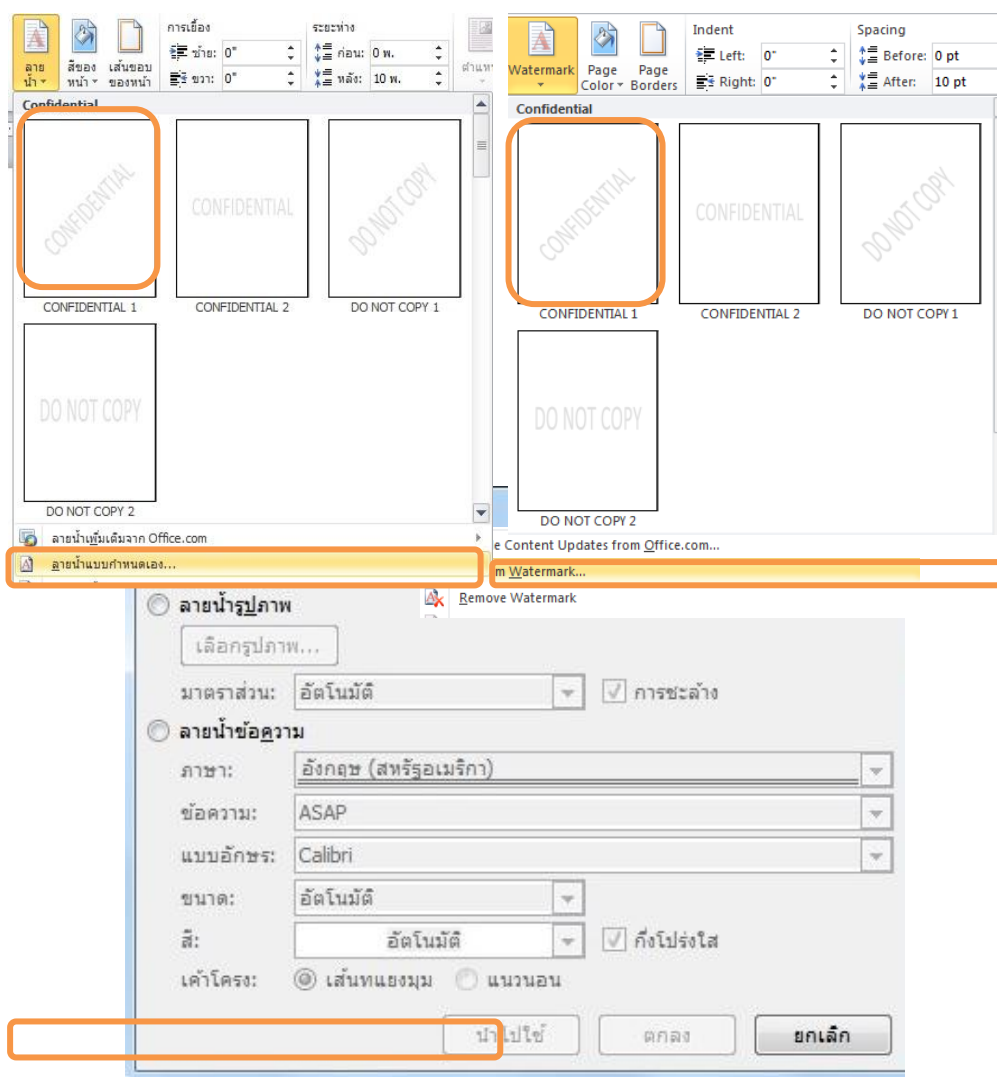 การเยื้อง
ระยะห่าง
ซ้าย: 0"
ก่อน: 0 พ.
ลาย
น้ำ
สีของ
หน้า
เส้นขอบ
ของหน้า
ขวา: 0"
หลัง: 10 พ.
Confidential
CONFIDENTIAL
CONFIDENTIAL
DO NOT COPY
CONFIDENTIAL 1
CONFIDENTIAL 2
DO NOT COPY 1
DO NOT COPY
DO NOT COPY 2
ลายน้ำเพิ่มเติมจาก Office.com
ลายน้ำแบบกำหนดเอง...
Indent
Spacing
Left: 0"
Before: 0 pt
Watermark
Page
Color
Page
Borders
Right: 0"
After: 10 pt
Confidential
CONFIDENTIAL
CONFIDENTIAL
DO NOT COPY
CONFIDENTIAL 1
CONFIDENTIAL 2
DO NOT COPY 1
DO NOT COPY
DO NOT COPY 2
e Content Updates from Office.com...
m Watermark...
Remove Watermark
ลายน้ำรูปภาพ
เลือกรูปภาพ...
มาตราส่วน: อัตโนมัติ การชะล้าง
ลายน้ำข้อความ
ภาษา: อังกฤษ (สหรัฐอเมริกา)
ข้อความ: ASAP
แบบอักษร: Calibri
ขนาด: อัตโนมัติ
สี: อัตโนมัติ กึ่งโปร่งใส
เค้าโครง: เส้นทแยงมุม แนวนอน
นำไปใช้ ตกลง ยกเลิก